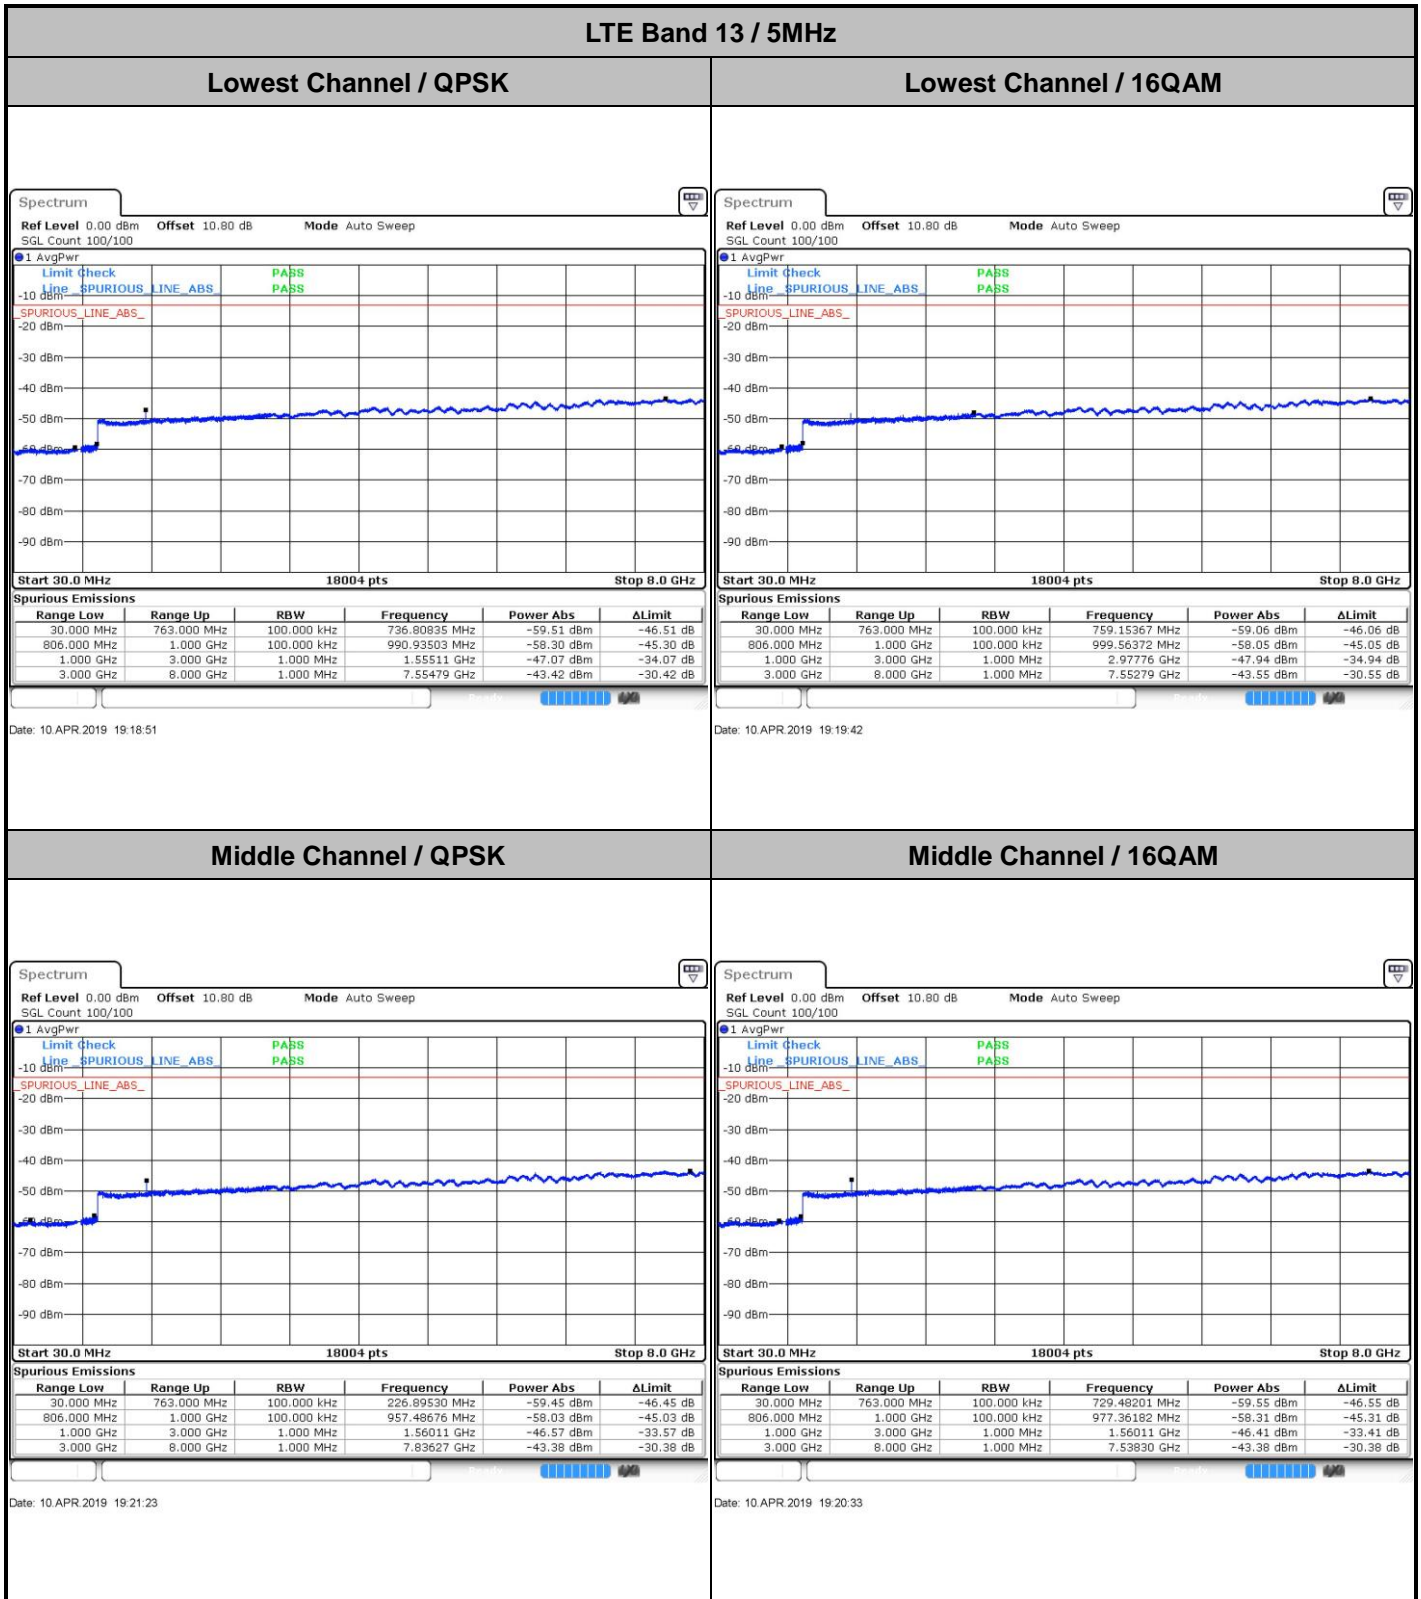 LTE Band 13 / 5MHz
Lowest Channel / QPSK
Lowest Channel / 16QAM
Spectrum
Ref Level 0.00 dBm Offset 10.80 dB Mode Auto Sweep
SGL Count 100/100
1 AvgPwr
Limit Check PASS
Line _SPURIOUS_LINE_ABS_ PASS
-10 dBm
_SPURIOUS_LINE_ABS_
-20 dBm
-30 dBm
-40 dBm
-50 dBm
-60 dBm
-70 dBm
-80 dBm
-90 dBm
Start 30.0 MHz 18004 pts Stop 8.0 GHz
Spurious Emissions
Range Low Range Up RBW Frequency Power Abs ΔLimit
30.000 MHz 763.000 MHz 100.000 kHz 736.80835 MHz -59.51 dBm -46.51 dB
806.000 MHz 1.000 GHz 100.000 kHz 990.93503 MHz -58.30 dBm -45.30 dB
1.000 GHz 3.000 GHz 1.000 MHz 1.55511 GHz -47.07 dBm -34.07 dB
3.000 GHz 8.000 GHz 1.000 MHz 7.55479 GHz -43.42 dBm -30.42 dB
Date: 10.APR.2019 19:18:51
Spectrum
Ref Level 0.00 dBm Offset 10.80 dB Mode Auto Sweep
SGL Count 100/100
1 AvgPwr
Limit Check PASS
Line _SPURIOUS_LINE_ABS_ PASS
-10 dBm
_SPURIOUS_LINE_ABS_
-20 dBm
-30 dBm
-40 dBm
-50 dBm
-60 dBm
-70 dBm
-80 dBm
-90 dBm
Start 30.0 MHz 18004 pts Stop 8.0 GHz
Spurious Emissions
Range Low Range Up RBW Frequency Power Abs ΔLimit
30.000 MHz 763.000 MHz 100.000 kHz 759.15367 MHz -59.06 dBm -46.06 dB
806.000 MHz 1.000 GHz 100.000 kHz 999.56372 MHz -58.05 dBm -45.05 dB
1.000 GHz 3.000 GHz 1.000 MHz 2.97776 GHz -47.94 dBm -34.94 dB
3.000 GHz 8.000 GHz 1.000 MHz 7.55279 GHz -43.55 dBm -30.55 dB
Date: 10.APR.2019 19:19:42
Middle Channel / QPSK
Middle Channel / 16QAM
Spectrum
Ref Level 0.00 dBm Offset 10.80 dB Mode Auto Sweep
SGL Count 100/100
1 AvgPwr
Limit Check PASS
Line _SPURIOUS_LINE_ABS_ PASS
-10 dBm
_SPURIOUS_LINE_ABS_
-20 dBm
-30 dBm
-40 dBm
-50 dBm
-60 dBm
-70 dBm
-80 dBm
-90 dBm
Start 30.0 MHz 18004 pts Stop 8.0 GHz
Spurious Emissions
Range Low Range Up RBW Frequency Power Abs ΔLimit
30.000 MHz 763.000 MHz 100.000 kHz 226.89530 MHz -59.45 dBm -46.45 dB
806.000 MHz 1.000 GHz 100.000 kHz 957.48676 MHz -58.03 dBm -45.03 dB
1.000 GHz 3.000 GHz 1.000 MHz 1.56011 GHz -46.57 dBm -33.57 dB
3.000 GHz 8.000 GHz 1.000 MHz 7.83627 GHz -43.38 dBm -30.38 dB
Date: 10.APR.2019 19:21:23
Spectrum
Ref Level 0.00 dBm Offset 10.80 dB Mode Auto Sweep
SGL Count 100/100
1 AvgPwr
Limit Check PASS
Line _SPURIOUS_LINE_ABS_ PASS
-10 dBm
_SPURIOUS_LINE_ABS_
-20 dBm
-30 dBm
-40 dBm
-50 dBm
-60 dBm
-70 dBm
-80 dBm
-90 dBm
Start 30.0 MHz 18004 pts Stop 8.0 GHz
Spurious Emissions
Range Low Range Up RBW Frequency Power Abs ΔLimit
30.000 MHz 763.000 MHz 100.000 kHz 729.48201 MHz -59.55 dBm -46.55 dB
806.000 MHz 1.000 GHz 100.000 kHz 977.36182 MHz -58.31 dBm -45.31 dB
1.000 GHz 3.000 GHz 1.000 MHz 1.56011 GHz -46.41 dBm -33.41 dB
3.000 GHz 8.000 GHz 1.000 MHz 7.53830 GHz -43.38 dBm -30.38 dB
Date: 10.APR.2019 19:20:33